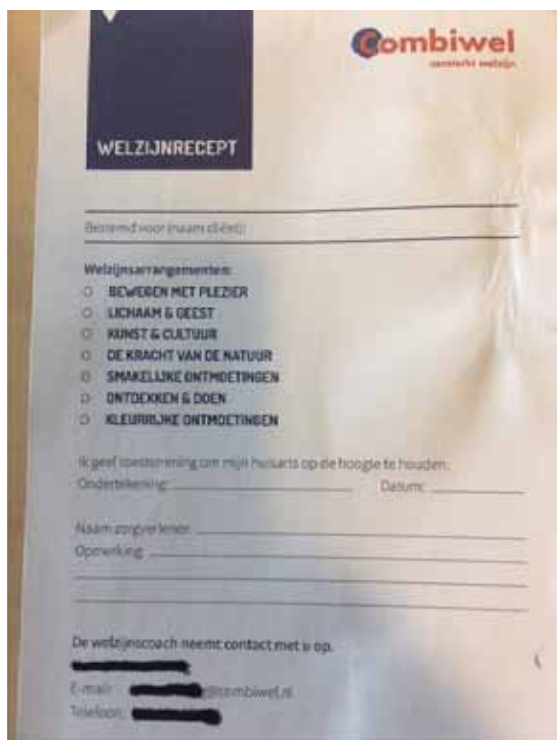 Combiwel
versterkt welzijn
WELZIJNRECEPT
Bestemd voor (naam cliënt):
Welzijnsarrangementen:
BEWEGEN MET PLEZIER
LICHAAM & GEEST
KUNST & CULTUUR
DE KRACHT VAN DE NATUUR
SMAKELIJKE ONTMOETINGEN
ONTDEKKEN & DOEN
KLEURRIJKE ONTMOETINGEN
Ik geef toestemming om mijn huisarts op de hoogte te houden.
Ondertekening: Datum:
Naam zorgverlener:
Opmerking:
De welzijnscoach neemt contact met u op.
E-mail: @combiwel.nl
Telefoon: